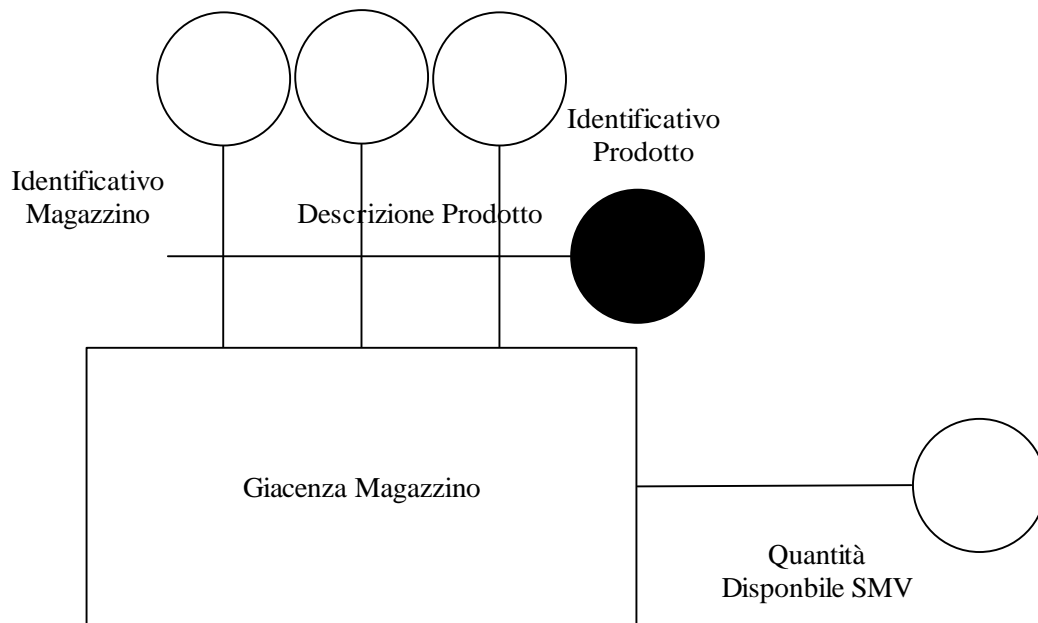 Identificativo
Prodotto
Identificativo
Magazzino
Descrizione Prodotto
Giacenza Magazzino
Quantità
Disponbile SMV